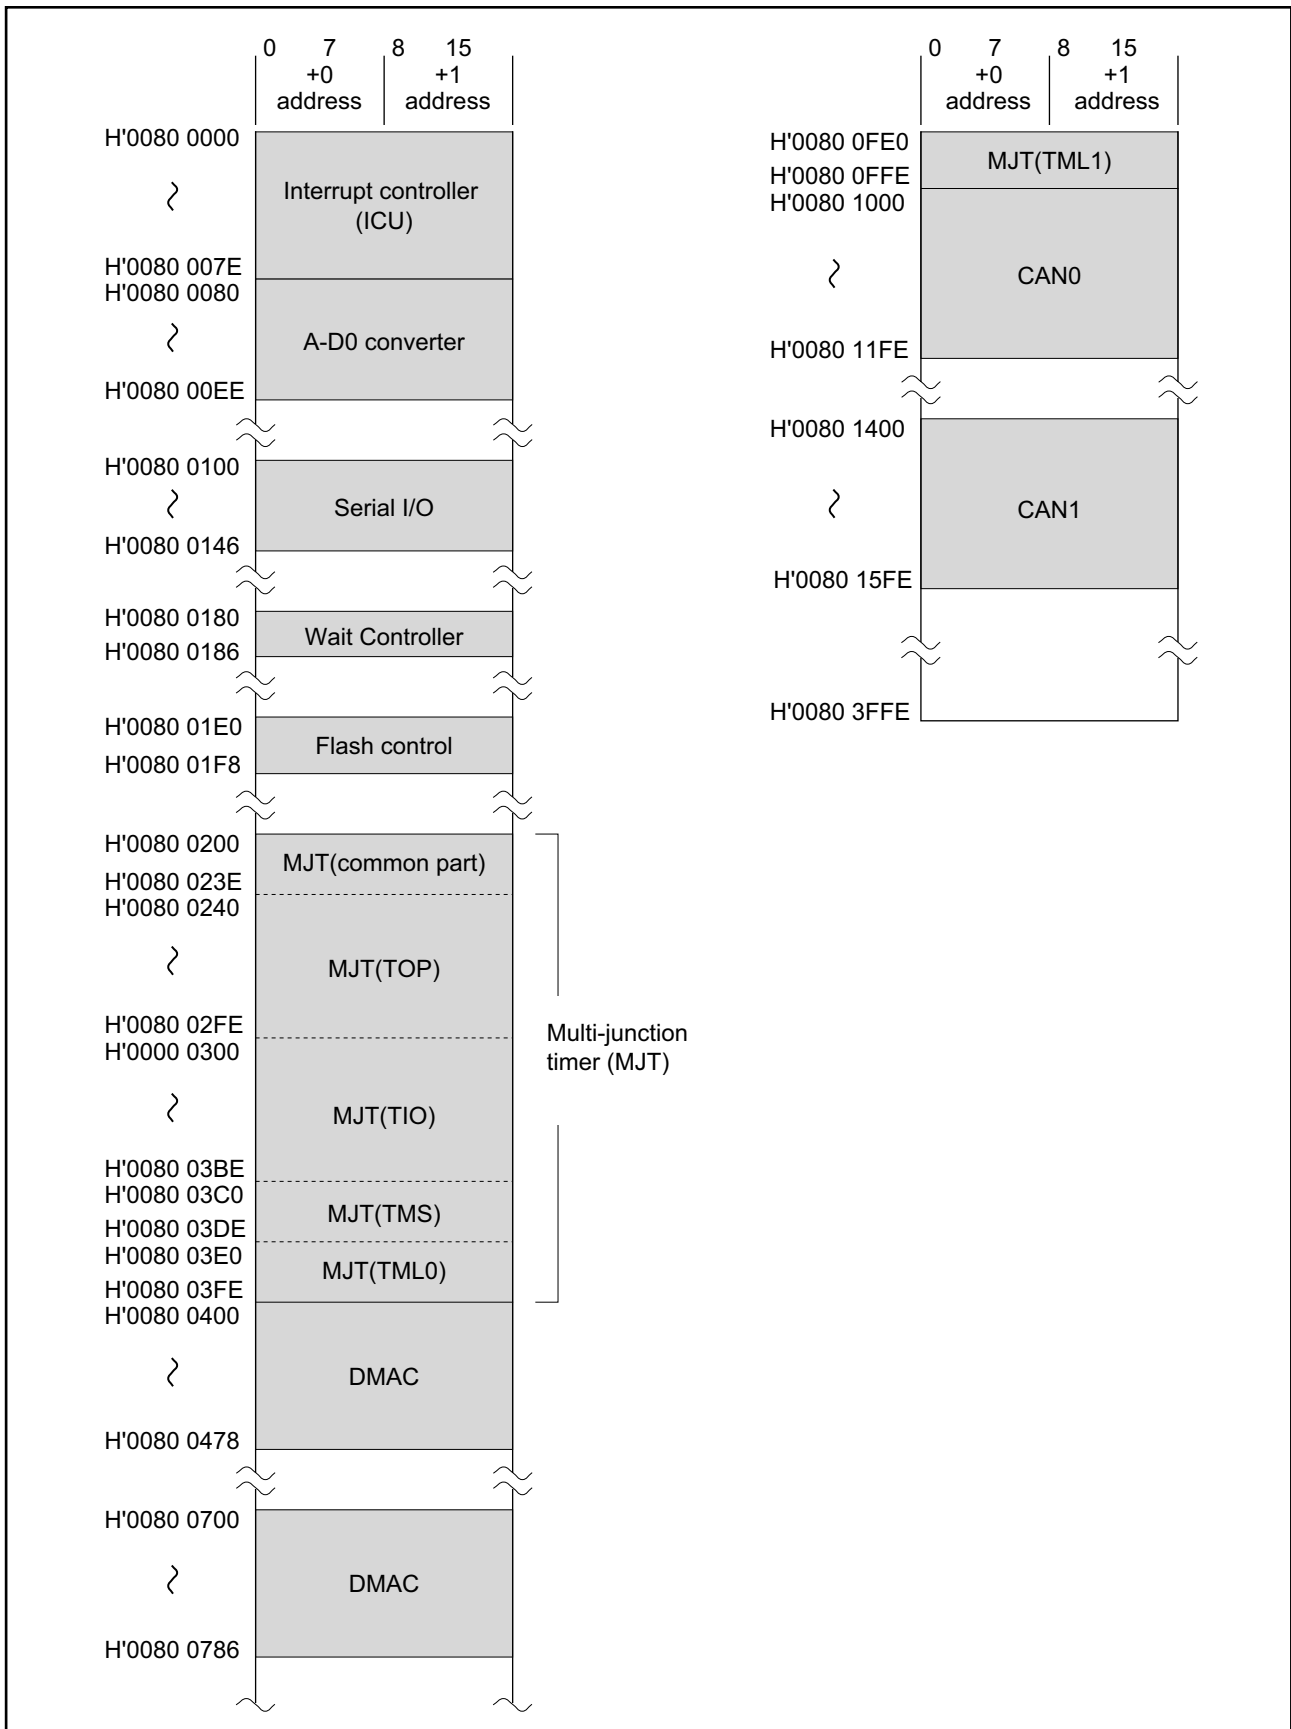 0 7 8 15
+0 +1
address address
H'0080 0000
Interrupt controller
(ICU)
H'0080 007E
H'0080 0080
A-D0 converter
H'0080 00EE
H'0080 0100
Serial I/O
H'0080 0146
H'0080 0180
Wait Controller
H'0080 0186
H'0080 01E0
Flash control
H'0080 01F8
H'0080 0200
MJT(common part)
H'0080 023E
H'0080 0240
MJT(TOP)
H'0080 02FE
H'0000 0300
Multi-junction
timer (MJT)
MJT(TIO)
H'0080 03BE
H'0080 03C0
MJT(TMS)
H'0080 03DE
H'0080 03E0
MJT(TML0)
H'0080 03FE
H'0080 0400
DMAC
H'0080 0478
H'0080 0700
DMAC
H'0080 0786
0 7 8 15
+0 +1
address address
H'0080 0FE0
MJT(TML1)
H'0080 0FFE
H'0080 1000
CAN0
H'0080 11FE
H'0080 1400
CAN1
H'0080 15FE
H'0080 3FFE